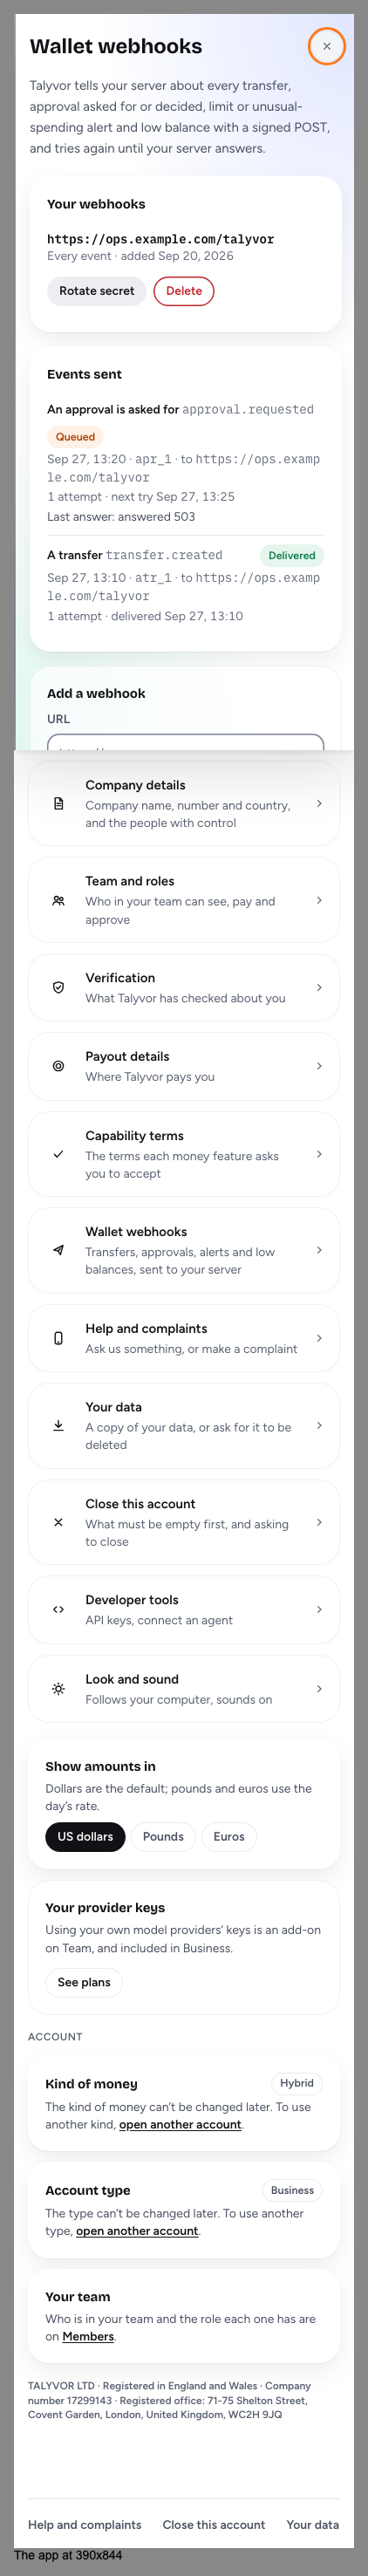 Wallet webhooks
Talyvor tells your server about every transfer,
approval asked for or decided, limit or unusual-
spending alert and low balance with a signed POST,
and tries again until your server answers.
Your webhooks
https://ops.example.com/talyvor
Every event · added Sep 20, 2026
Rotate secret
Delete
Events sent
An approval is asked for approval.requested
Queued
Sep 27, 13:20 · apr_1 · to https://ops.examp
le.com/talyvor
1 attempt · next try Sep 27, 13:25
Last answer: answered 503
A transfer transfer.created
Delivered
Sep 27, 13:10 · atr_1 · to https://ops.examp
le.com/talyvor
1 attempt · delivered Sep 27, 13:10
Add a webhook
URL
Company details
Company name, number and country,
and the people with control
Team and roles
Who in your team can see, pay and
approve
Verification
What Talyvor has checked about you
Payout details
Where Talyvor pays you
Capability terms
The terms each money feature asks
you to accept
Wallet webhooks
Transfers, approvals, alerts and low
balances, sent to your server
Help and complaints
Ask us something, or make a complaint
Your data
A copy of your data, or ask for it to be
deleted
Close this account
What must be empty first, and asking
to close
Developer tools
API keys, connect an agent
Look and sound
Follows your computer, sounds on
Show amounts in
Dollars are the default; pounds and euros use the
day's rate.
US dollars
Pounds
Euros
Your provider keys
Using your own model providers' keys is an add-on
on Team, and included in Business.
See plans
ACCOUNT
Kind of money
Hybrid
The kind of money can't be changed later. To use
another kind, open another account.
Account type
Business
The type can't be changed later. To use another
type, open another account.
Your team
Who is in your team and the role each one has are
on Members.
TALYVOR LTD · Registered in England and Wales · Company
number 17299143 · Registered office: 71-75 Shelton Street,
Covent Garden, London, United Kingdom, WC2H 9JQ
Help and complaints
Close this account
Your data
The app at 390x844